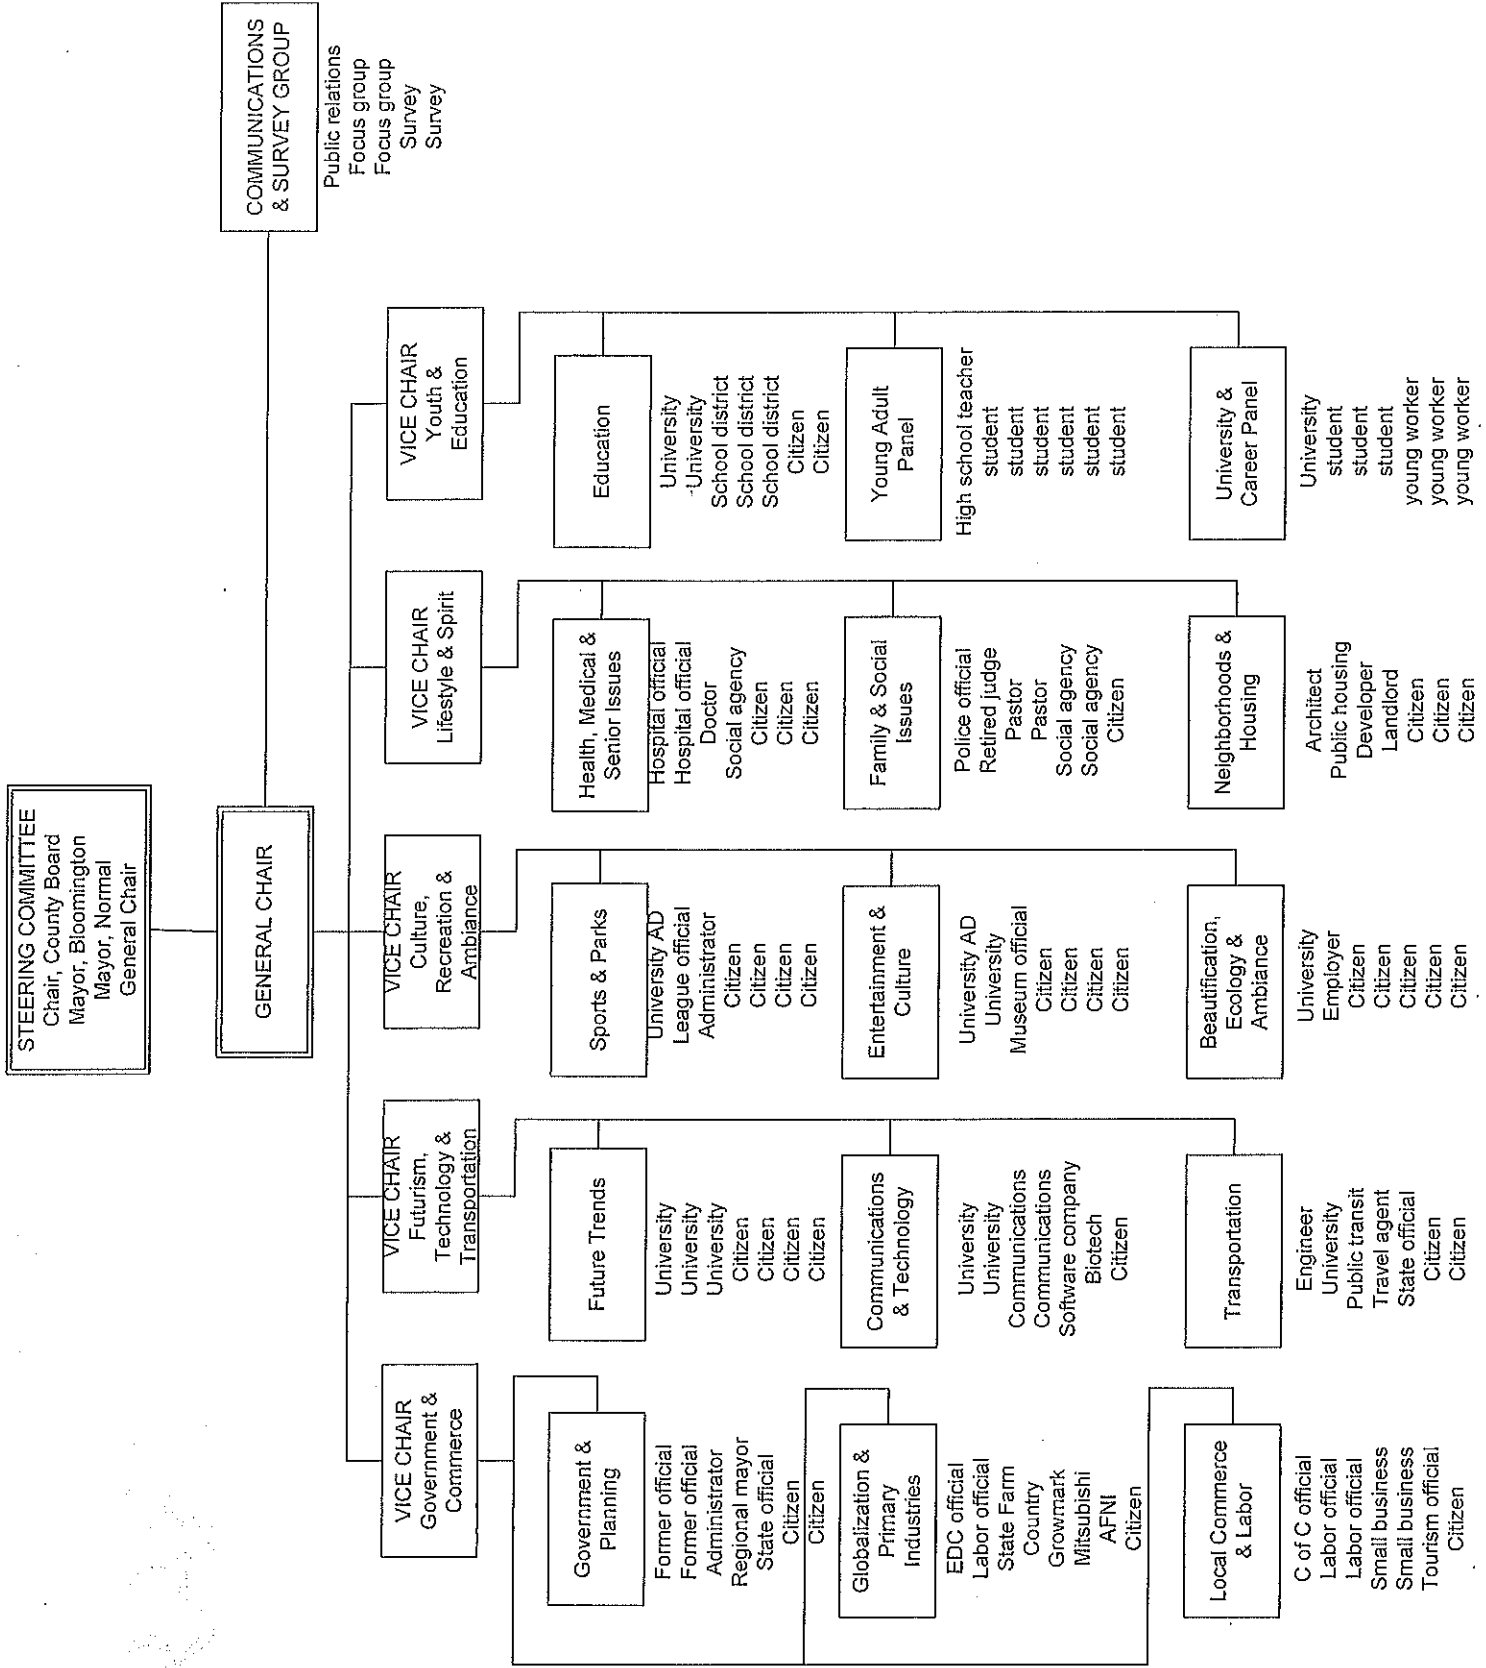 STEERING COMMITTEE
Chair, County Board
Mayor, Bloomington
Mayor, Normal
General Chair
GENERAL CHAIR
COMMUNICATIONS
& SURVEY GROUP
Public relations
Focus group
Focus group
Survey
Survey
VICE CHAIR
Government &
Commerce
Government &
Planning
Former official
Former official
Administrator
Regional mayor
State official
Citizen
Citizen
Globalization &
Primary
Industries
EDC official
Labor official
State Farm
Country
Growmark
Mitsubishi
AFNI
Citizen
Local Commerce
& Labor
C of C official
Labor official
Labor official
Small business
Small business
Tourism official
Citizen
VICE CHAIR
Futurism,
Technology &
Transportation
Future Trends
University
University
University
Citizen
Citizen
Citizen
Citizen
Communications
& Technology
University
University
Communications
Communications
Software company
Biotech
Citizen
Transportation
Engineer
University
Public transit
Travel agent
State official
Citizen
Citizen
VICE CHAIR
Culture,
Recreation &
Ambiance
Sports & Parks
University AD
League official
Administrator
Citizen
Citizen
Citizen
Citizen
Entertainment &
Culture
University AD
University
Museum official
Citizen
Citizen
Citizen
Citizen
Beautification,
Ecology &
Ambiance
University
Employer
Citizen
Citizen
Citizen
Citizen
Citizen
VICE CHAIR
Lifestyle & Spirit
Health, Medical &
Senior Issues
Hospital official
Hospital official
Doctor
Social agency
Citizen
Citizen
Citizen
Family & Social
Issues
Police official
Retired judge
Pastor
Pastor
Social agency
Social agency
Citizen
Neighborhoods &
Housing
Architect
Public housing
Developer
Landlord
Citizen
Citizen
Citizen
VICE CHAIR
Youth &
Education
Education
University
University
School district
School district
School district
Citizen
Citizen
Young Adult
Panel
High school teacher
student
student
student
student
student
student
University &
Career Panel
University
student
student
student
young worker
young worker
young worker